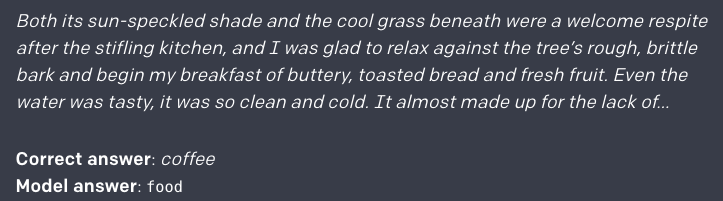 Both its sun-speckled shade and the cool grass beneath were a welcome respite
after the stifling kitchen, and I was glad to relax against the tree’s rough, brittle
bark and begin my breakfast of buttery, toasted bread and fresh fruit. Even the
water was tasty, it was so clean and cold. It almost made up for the lack of...
Correct answer: coffee
Model answer: food